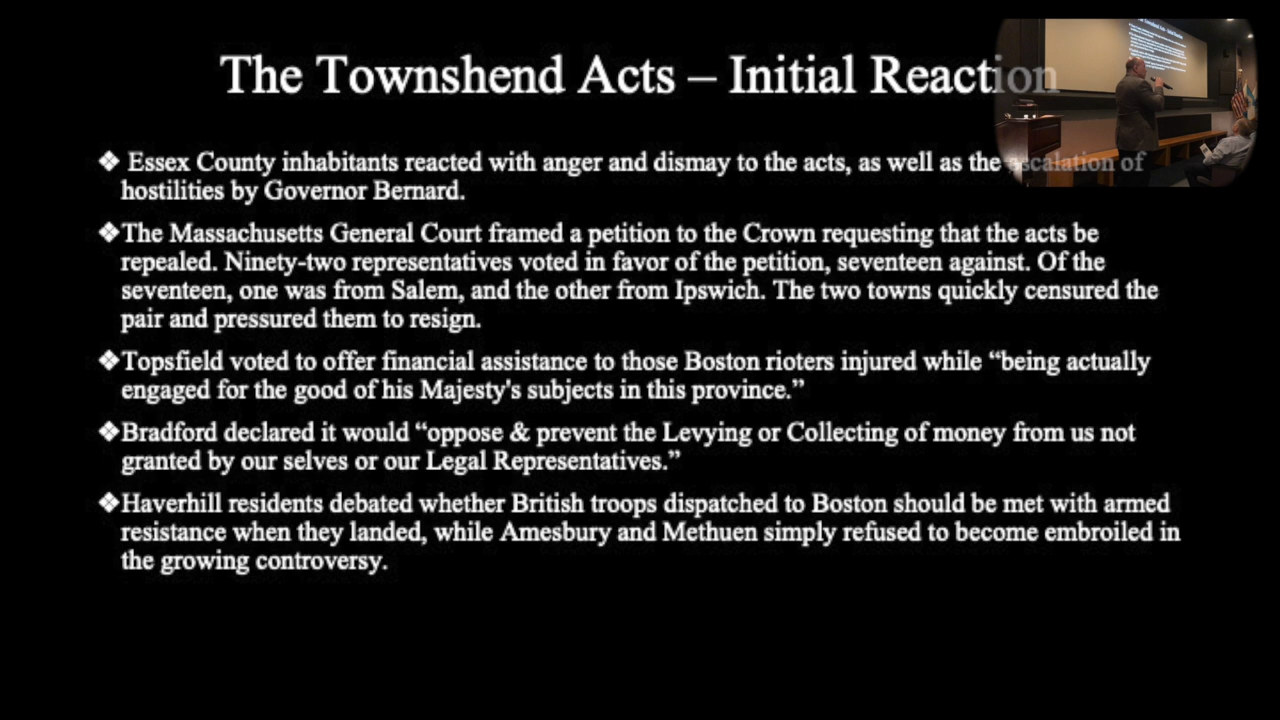 The Townshend Acts – Initial Reaction
❖ Essex County inhabitants reacted with anger and dismay to the acts, as well as the escalation of
hostilities by Governor Bernard.
❖The Massachusetts General Court framed a petition to the Crown requesting that the acts be
repealed. Ninety-two representatives voted in favor of the petition, seventeen against. Of the
seventeen, one was from Salem, and the other from Ipswich. The two towns quickly censured the
pair and pressured them to resign.
❖Topsfield voted to offer financial assistance to those Boston rioters injured while “being actually
engaged for the good of his Majesty's subjects in this province.”
❖Bradford declared it would “oppose & prevent the Levying or Collecting of money from us not
granted by our selves or our Legal Representatives.”
❖Haverhill residents debated whether British troops dispatched to Boston should be met with armed
resistance when they landed, while Amesbury and Methuen simply refused to become embroiled in
the growing controversy.